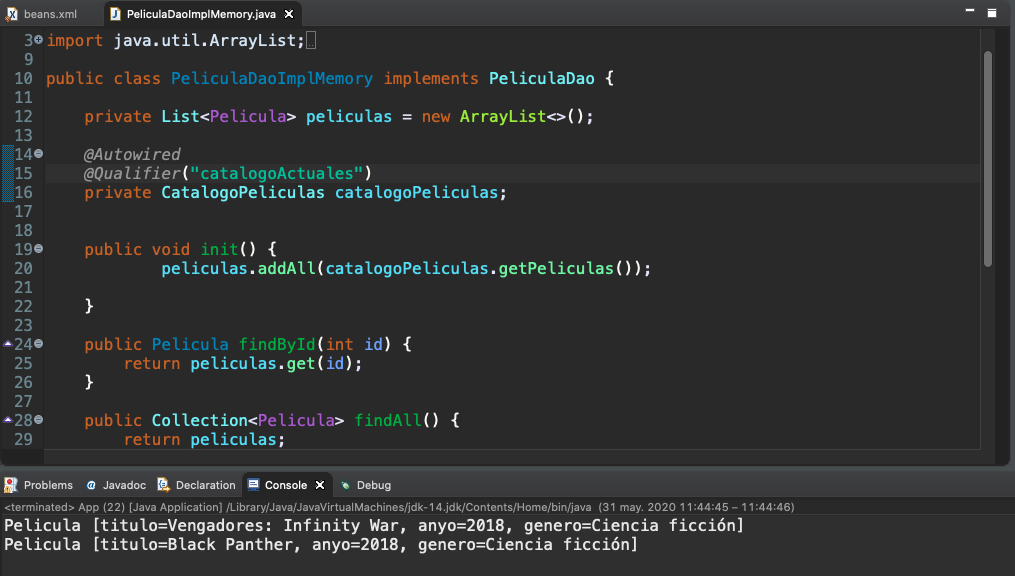 beans.xml PeliculaDaoImplMemory.java
3 import java.util.ArrayList;
9
10 public class PeliculaDaoImplMemory implements PeliculaDao {
11
12 private List<Pelicula> peliculas = new ArrayList<>();
13
14 @Autowired
15 @Qualifier("catalogoActuales")
16 private CatalogoPeliculas catalogoPeliculas;
17
18
19 public void init() {
20 peliculas.addAll(catalogoPeliculas.getPeliculas());
21
22 }
23
24 public Pelicula findById(int id) {
25 return peliculas.get(id);
26 }
27
28 public Collection<Pelicula> findAll() {
29 return peliculas;
Problems Javadoc Declaration Console Debug
<terminated> App (22) [Java Application] /Library/Java/JavaVirtualMachines/jdk-14.jdk/Contents/Home/bin/java (31 may. 2020 11:44:45 – 11:44:46)
Pelicula [titulo=Vengadores: Infinity War, anyo=2018, genero=Ciencia ficción]
Pelicula [titulo=Black Panther, anyo=2018, genero=Ciencia ficción]